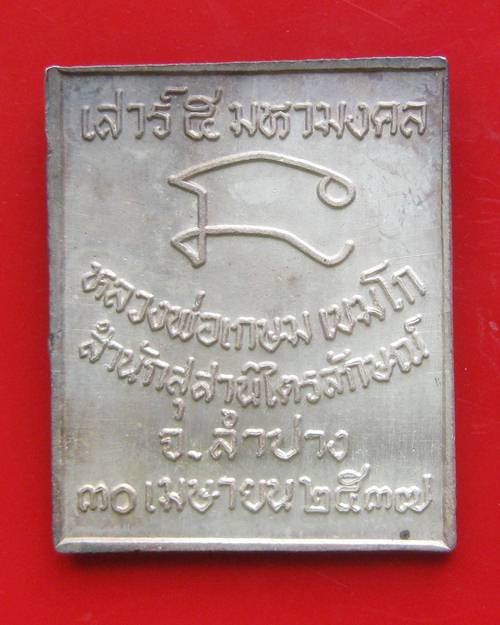 เสาร์ ๕ มหามงคล
หลวงพ่อเกษม เขมโก
สำนักสุสานไตรลักษณ์
จ. ลำปาง
๓๐ เมษายน ๒๕๓๗